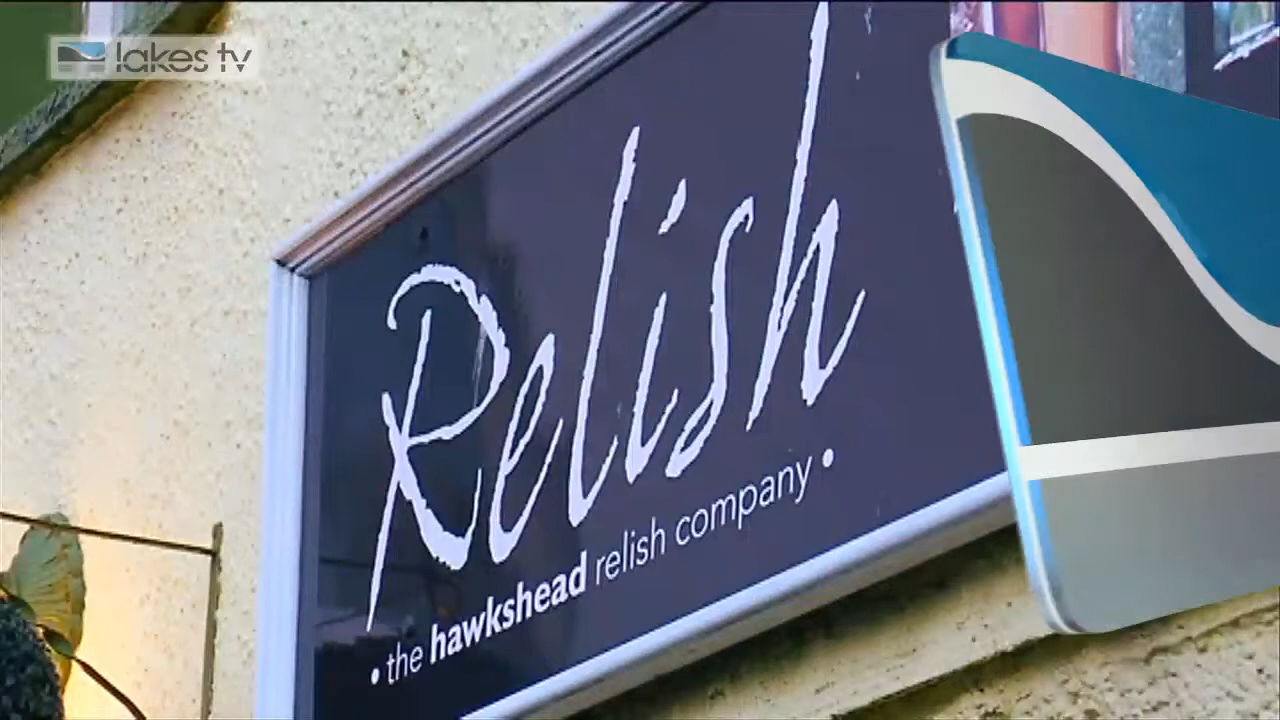 lakes tv
Relish
• the hawkshead relish company •